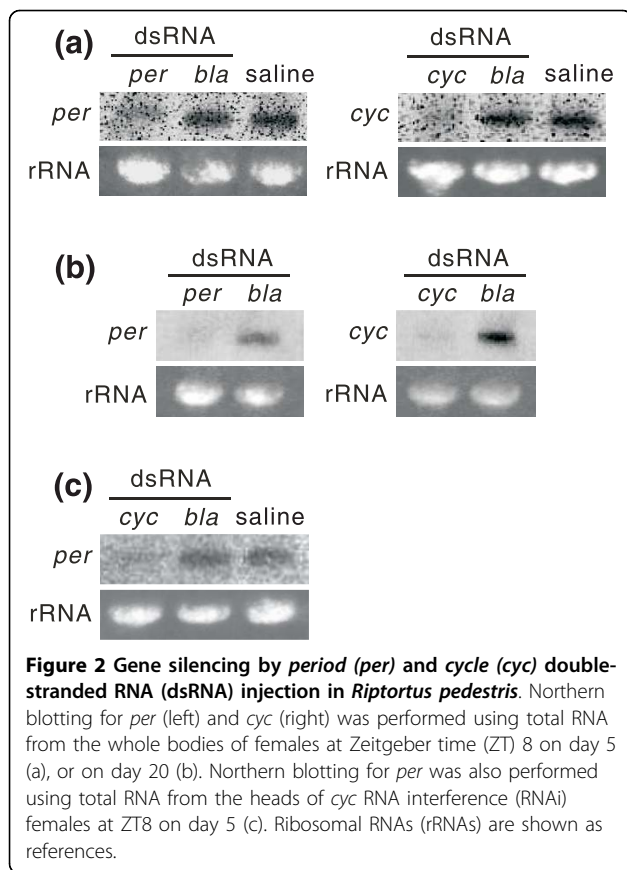 (a)
dsRNA
per bla saline
per
rRNA
dsRNA
cyc bla saline
cyc
rRNA
(b)
dsRNA
per bla
per
rRNA
dsRNA
cyc bla
cyc
rRNA
(c)
dsRNA
cyc bla saline
per
rRNA
Figure 2 Gene silencing by period (per) and cycle (cyc) double-
stranded RNA (dsRNA) injection in Riptortus pedestris. Northern
blotting for per (left) and cyc (right) was performed using total RNA
from the whole bodies of females at Zeitgeber time (ZT) 8 on day 5
(a), or on day 20 (b). Northern blotting for per was also performed
using total RNA from the heads of cyc RNA interference (RNAi)
females at ZT8 on day 5 (c). Ribosomal RNAs (rRNAs) are shown as
references.